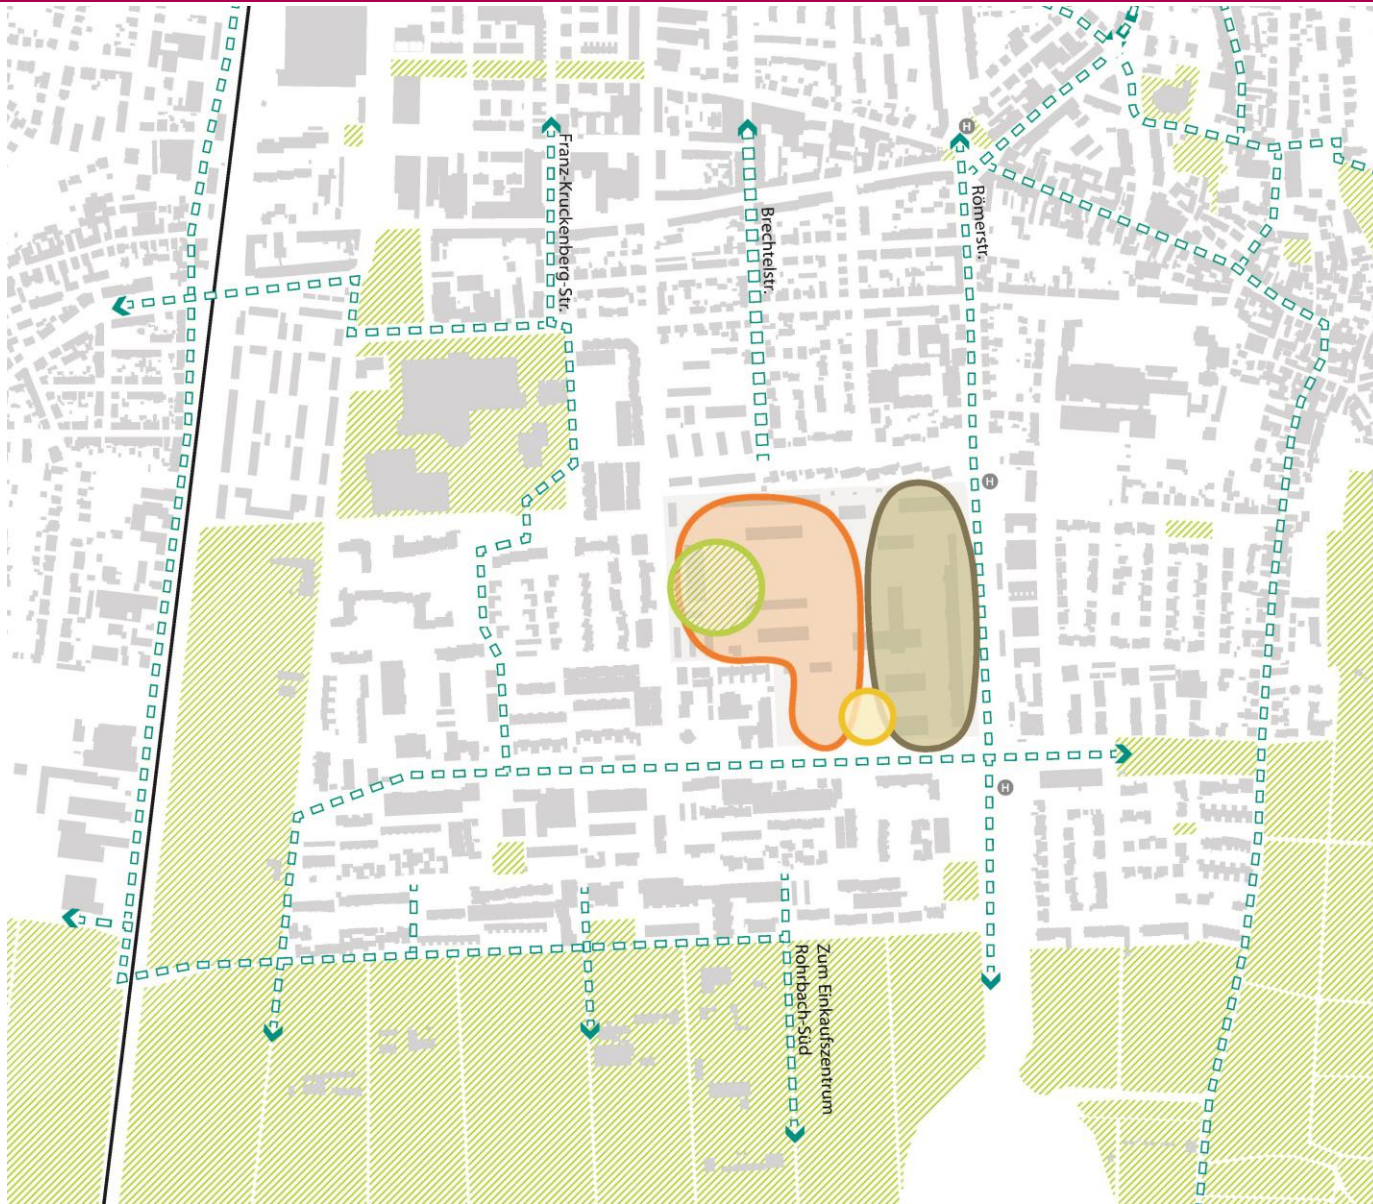 H
Franz-Kruckenberg-Str.
Brechtelstr.
Römerstr.
H
H
Zum Einkaufszentrum
Rohrbach-Süd